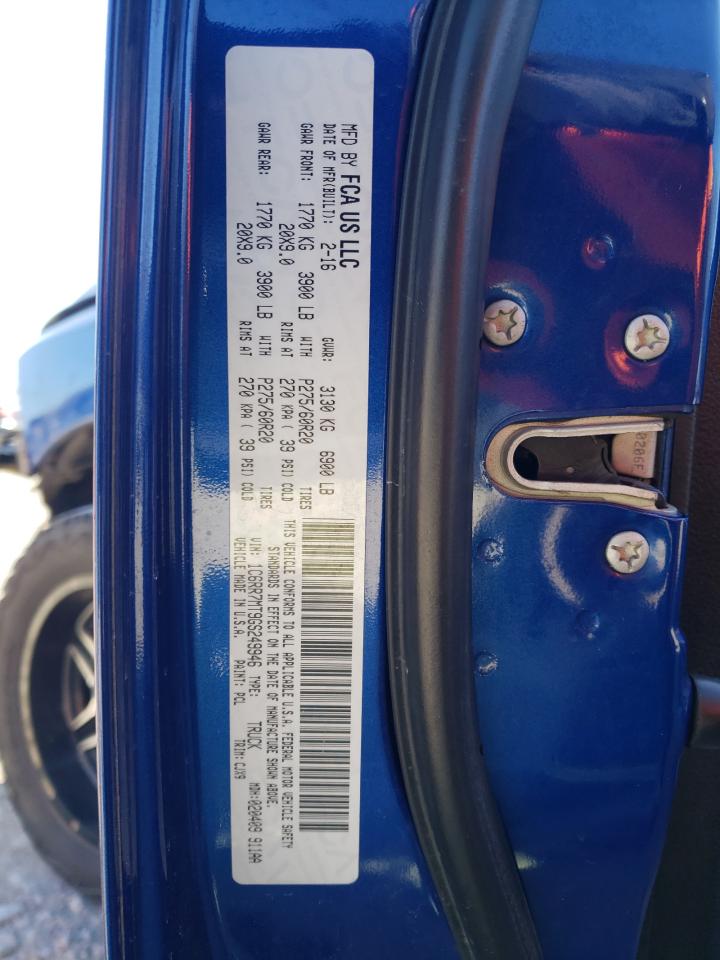 MFD BY FCA US LLC
DATE OF MFR(BUILT): 2-16 GVWR: 3130 KG 6900 LB
GAWR FRONT: 1770 KG 3900 LB WITH P275/60R20 TIRES
20X9.0 RIMS AT 270 KPA ( 39 PSI) COLD
GAWR REAR: 1770 KG 3900 LB WITH P275/60R20 TIRES
20X9.0 RIMS AT 270 KPA ( 39 PSI) COLD
THIS VEHICLE CONFORMS TO ALL APPLICABLE U.S.A. FEDERAL MOTOR VEHICLE SAFETY
STANDARDS IN EFFECT ON THE DATE OF MANUFACTURE SHOWN ABOVE.
VIN: 1C6RR7MT9GS249946 TYPE: TRUCK MDH:020409 911AA
VEHICLE MADE IN U.S.A. PAINT: PCL TRIM: CJX9